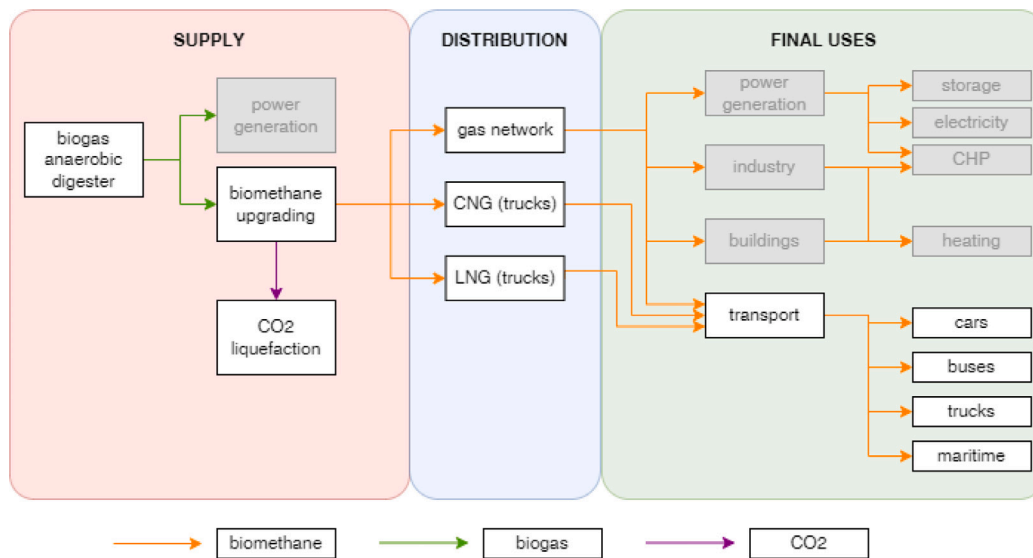 SUPPLY
DISTRIBUTION
FINAL USES
biogas
anaerobic
digester
power
generation
biomethane
upgrading
CO2
liquefaction
gas network
CNG (trucks)
LNG (trucks)
power
generation
industry
buildings
transport
storage
electricity
CHP
heating
cars
buses
trucks
maritime
biomethane
biogas
CO2